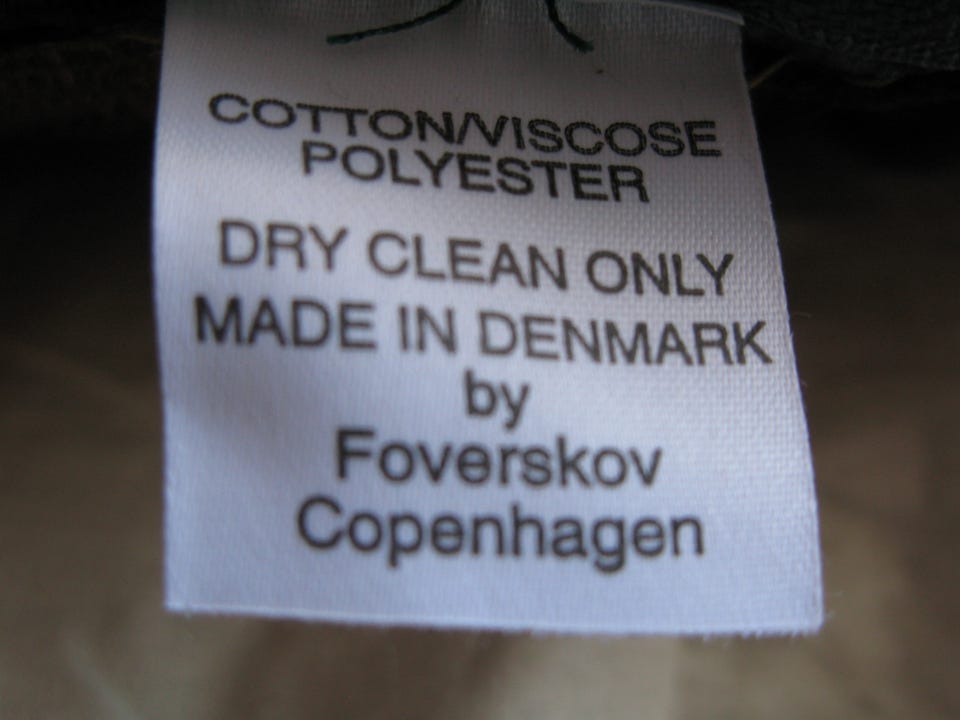 COTTON/VISCOSE
POLYESTER
DRY CLEAN ONLY
MADE IN DENMARK
by
Foverskov
Copenhagen